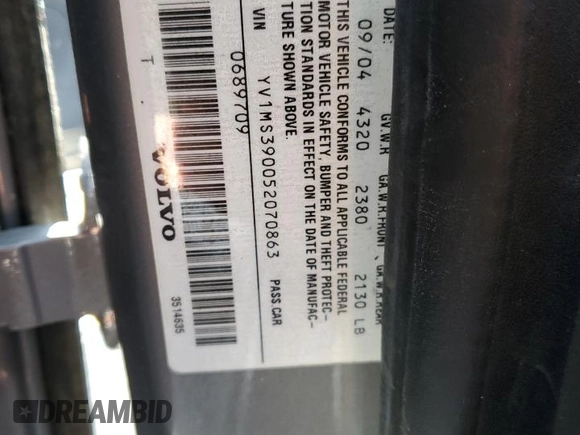 DATE: G.V.W.R G.A.W.R.FRONT G.A.W.R.REAR
09/04 4320 2380 2130 LB
THIS VEHICLE CONFORMS TO ALL APPLICABLE FEDERAL
MOTOR VEHICLE SAFETY, BUMPER AND THEFT PROTEC-
TION STANDARDS IN EFFECT ON THE DATE OF MANUFAC-
TURE SHOWN ABOVE.
VIN YV1MS390052070863 PASS CAR
0689709
T VOLVO 3514635
DREAMBID